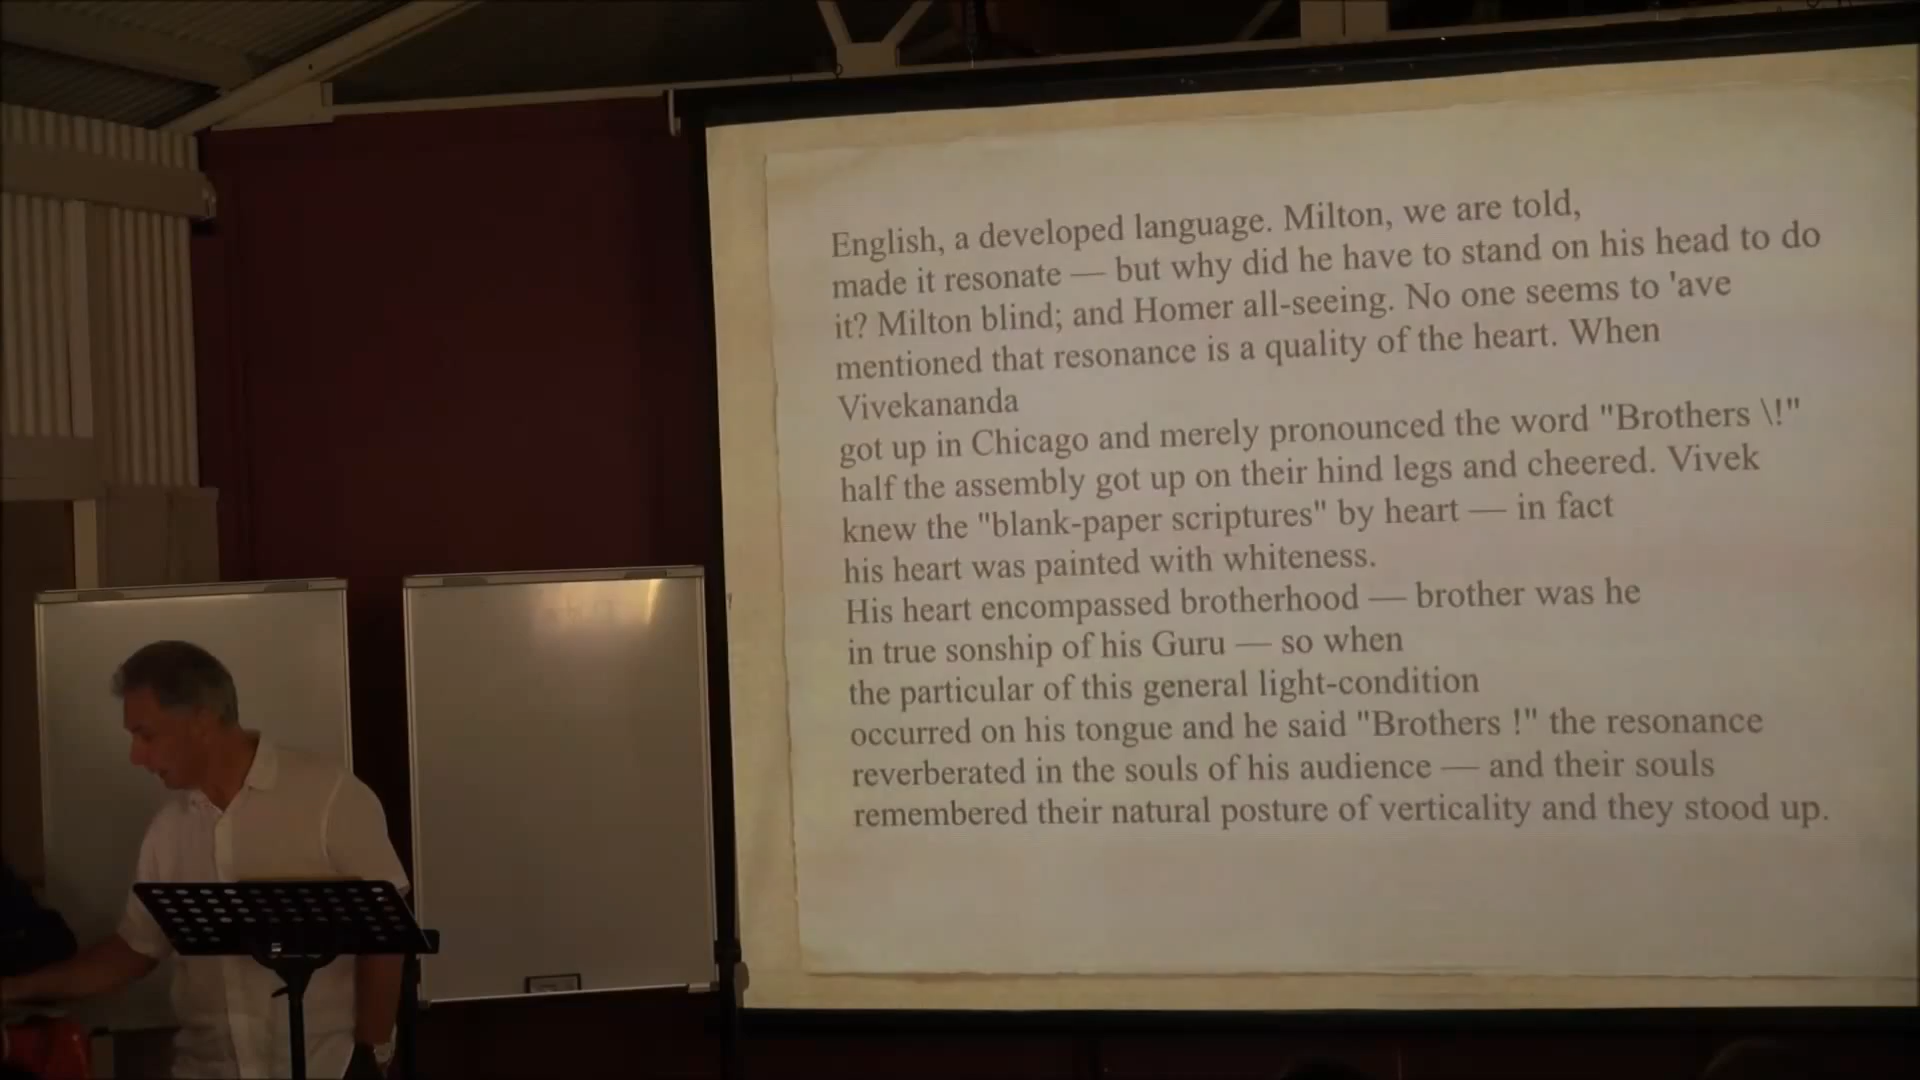 English, a developed language. Milton, we are told,
made it resonate — but why did he have to stand on his head to do
it? Milton blind; and Homer all-seeing. No one seems to 'ave
mentioned that resonance is a quality of the heart. When
Vivekananda
got up in Chicago and merely pronounced the word "Brothers \!"
half the assembly got up on their hind legs and cheered. Vivek
knew the "blank-paper scriptures" by heart — in fact
his heart was painted with whiteness.
His heart encompassed brotherhood — brother was he
in true sonship of his Guru — so when
the particular of this general light-condition
occurred on his tongue and he said "Brothers !" the resonance
reverberated in the souls of his audience — and their souls
remembered their natural posture of verticality and they stood up.